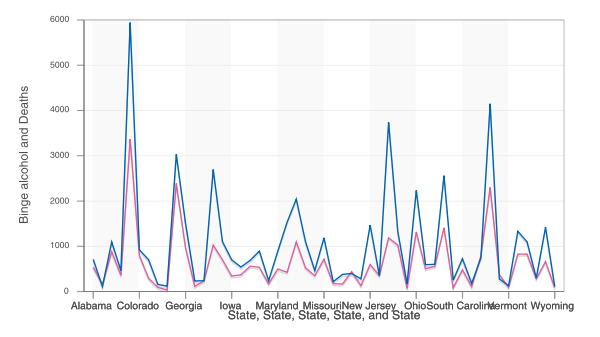 6000
5000
4000
3000
2000
1000
0
Binge alcohol and Deaths
Alabama Colorado Georgia Iowa Maryland Missouri New Jersey Ohio South Carolina Vermont Wyoming
State, State, State, State, and State